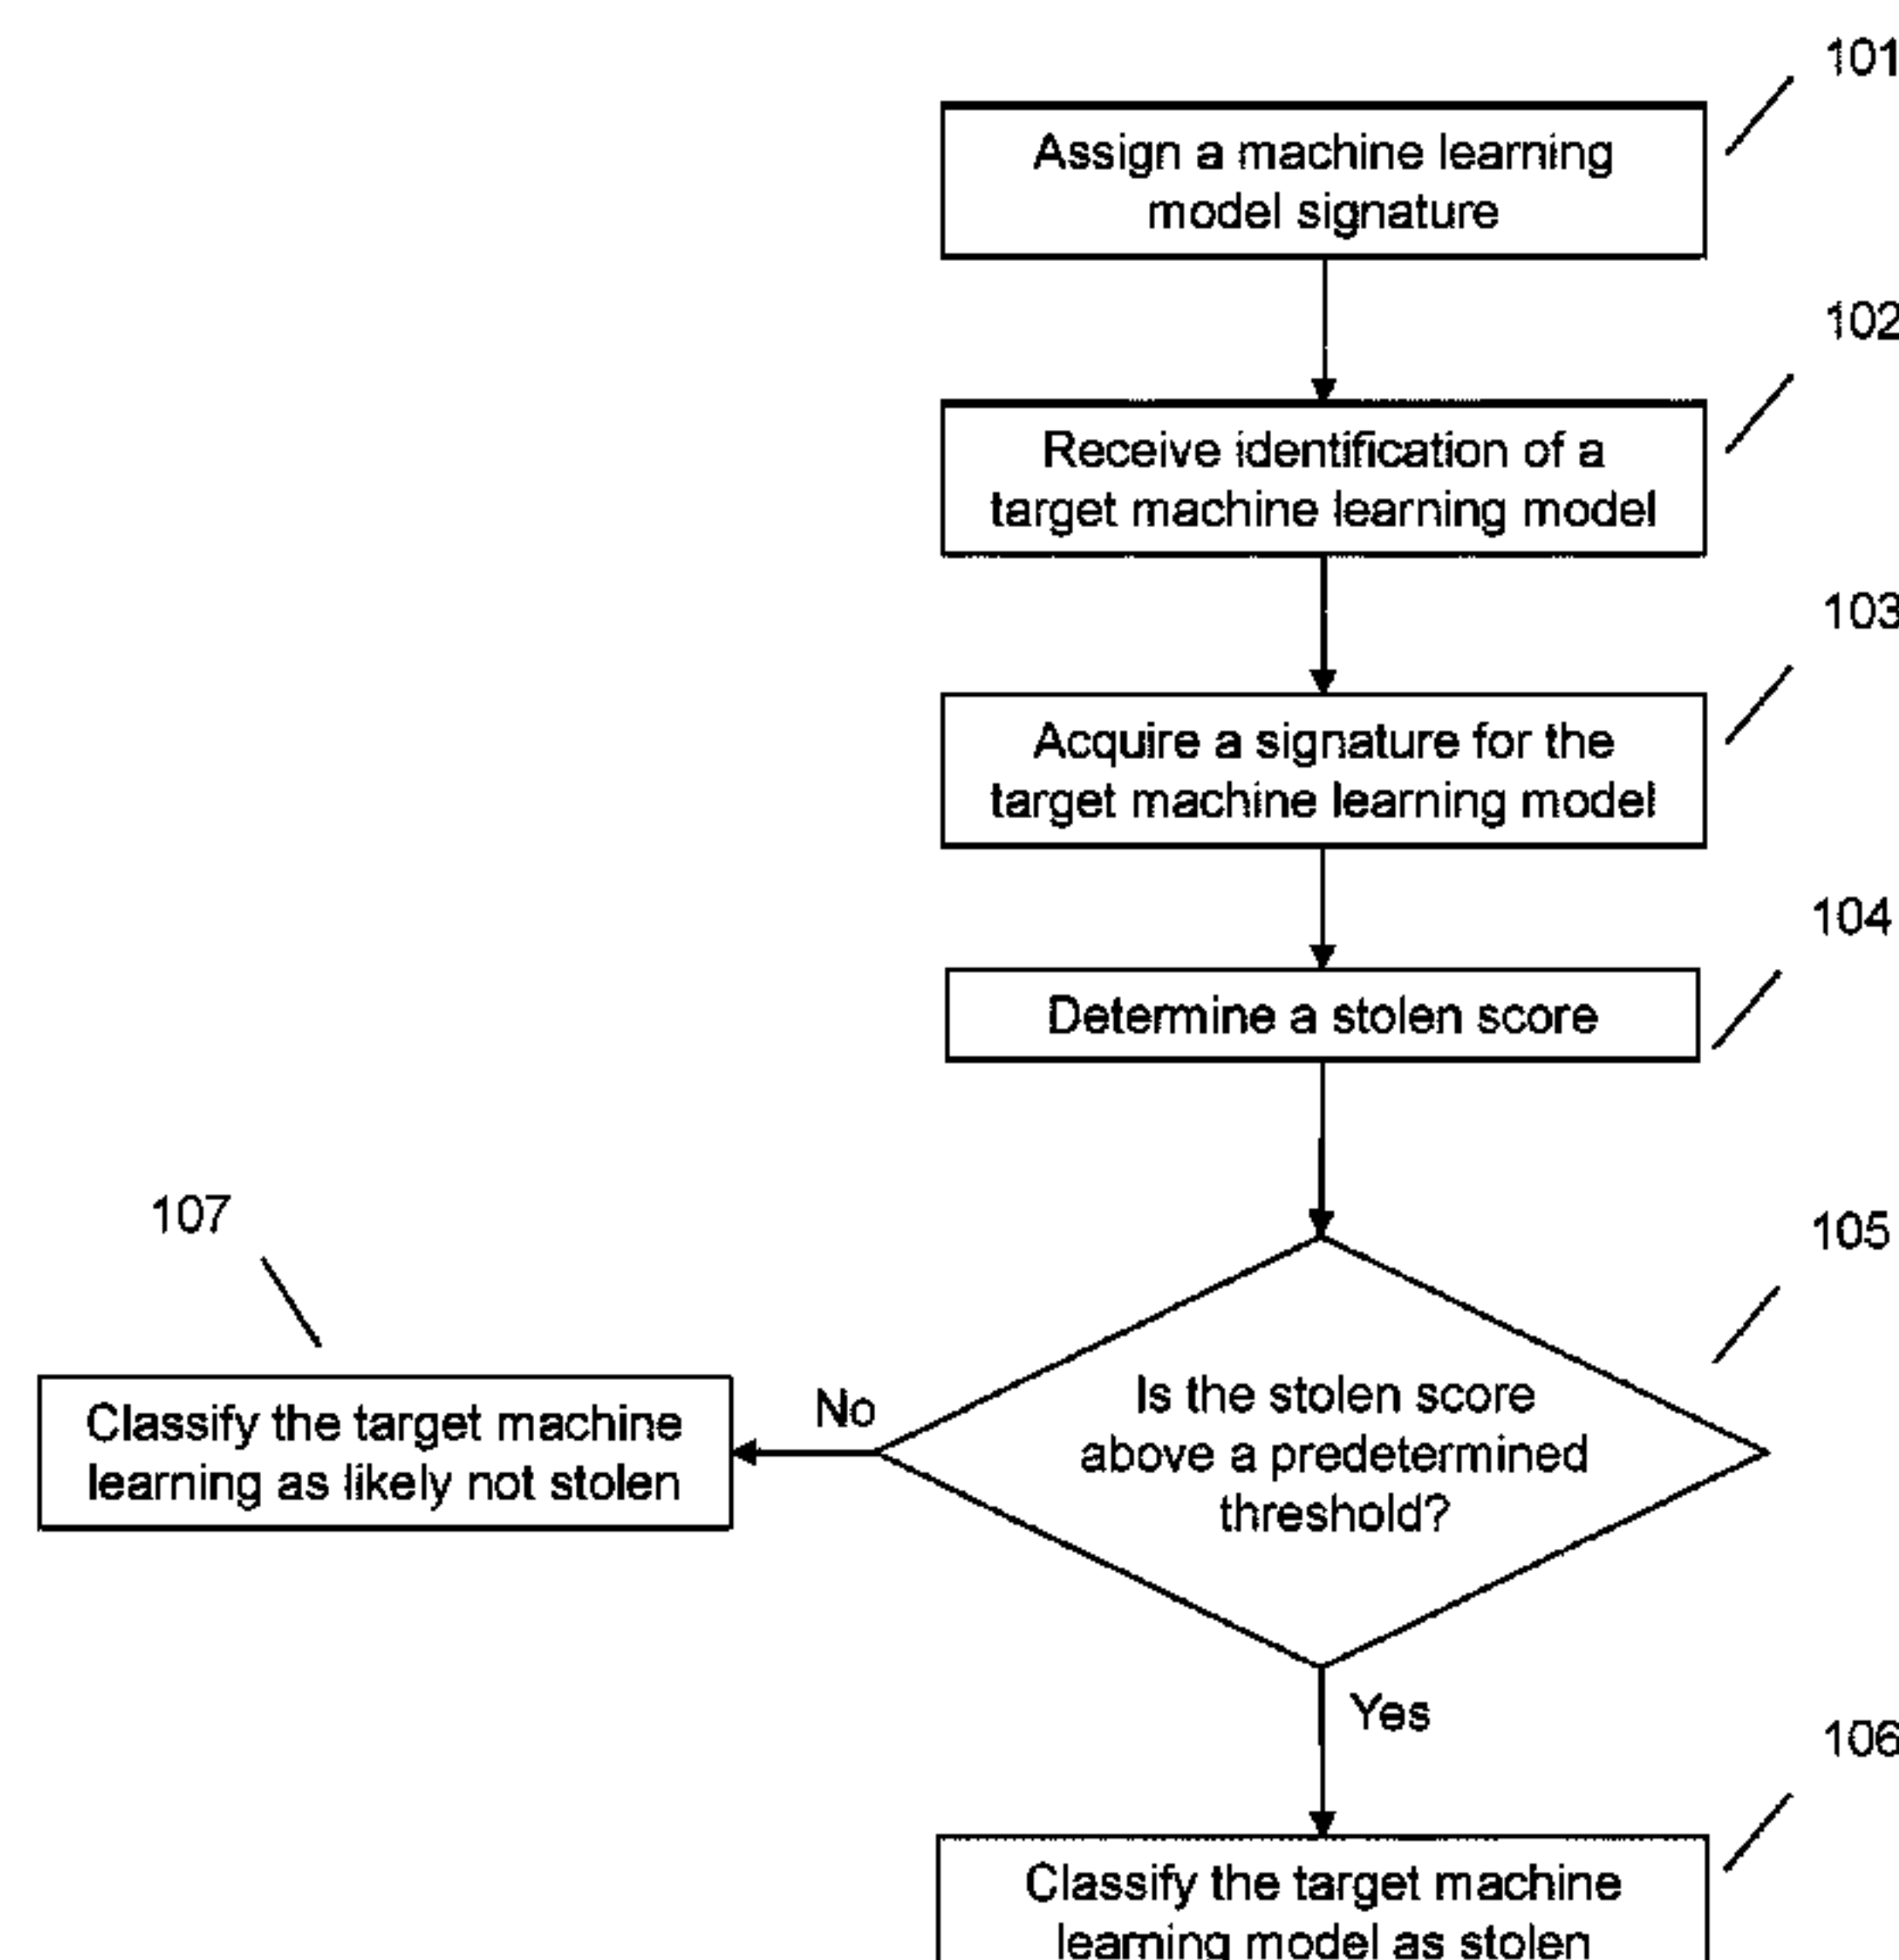 101
Assign a machine learning
model signature
102
Receive identification of a
target machine learning model
103
Acquire a signature for the
target machine learning model
104
Determine a stolen score
105
Is the stolen score
above a predetermined
threshold?
107
No
Classify the target machine
learning as likely not stolen
Yes
106
Classify the target machine
learning model as stolen